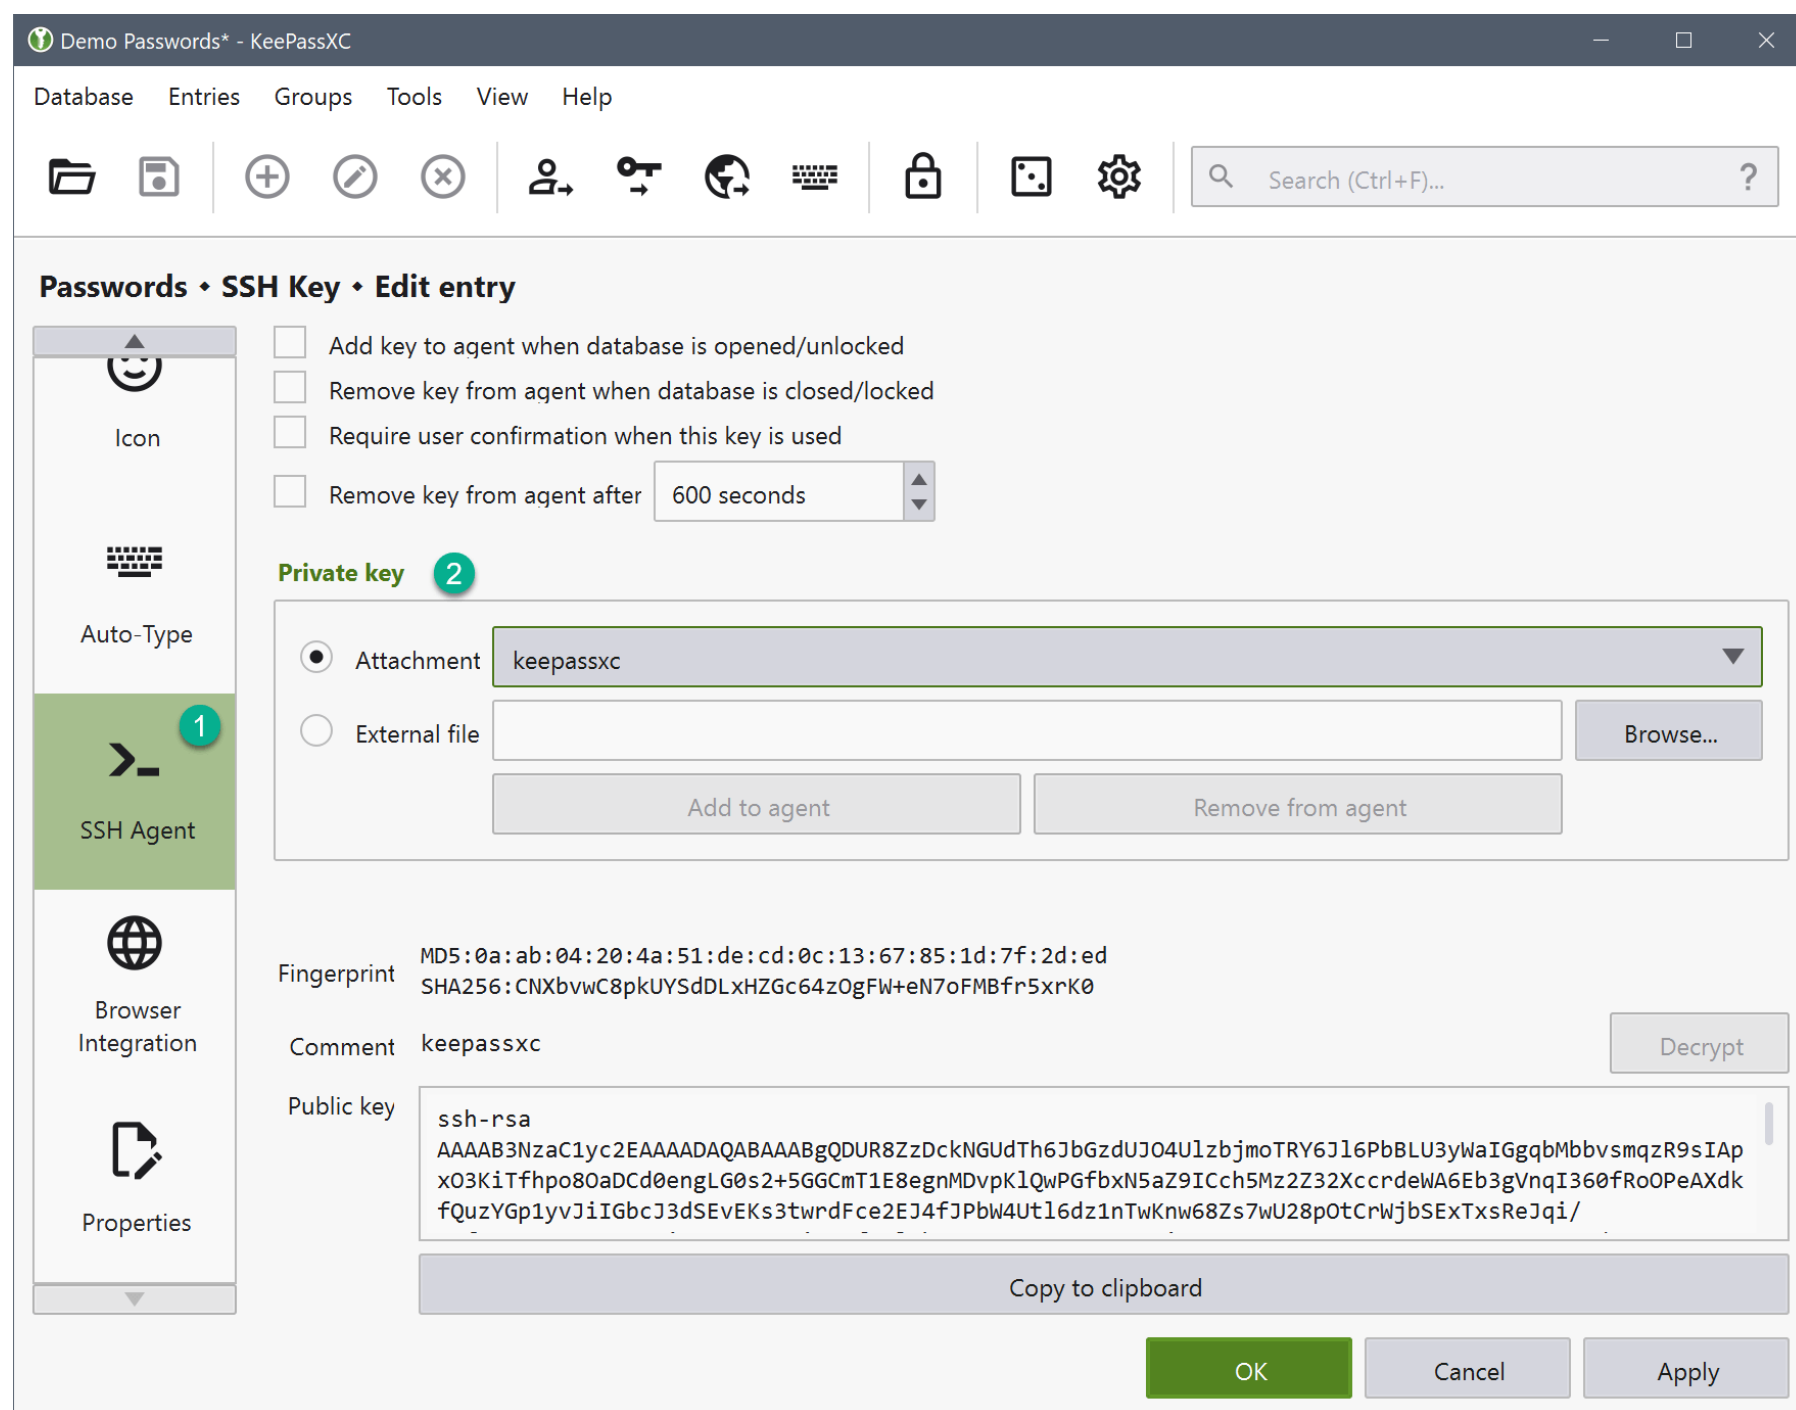 Demo Passwords* - KeePassXC
Database Entries Groups Tools View Help
Search (Ctrl+F)... ?
Passwords • SSH Key • Edit entry
Add key to agent when database is opened/unlocked
Remove key from agent when database is closed/locked
Require user confirmation when this key is used
Remove key from agent after 600 seconds
Icon
Auto-Type
1
SSH Agent
Browser
Integration
Properties
Private key 2
Attachment keepassxc
External file Browse...
Add to agent Remove from agent
Fingerprint
MD5:0a:ab:04:20:4a:51:de:cd:0c:13:67:85:1d:7f:2d:ed
SHA256:CNXbvwC8pkUYSdDLxHZGc64zOgFW+eN7oFMBfr5xrK0
Comment keepassxc
Decrypt
Public key
ssh-rsa
AAAAB3NzaC1yc2EAAAADAQABAAABgQDUR8ZzDckNGUdTh6JbGzdUJO4UlzbjmoTRY6Jl6PbBLU3yWaIGgqbMbbvsmqzR9sIAp
xO3KiTfhpo8OaDCd0engLG0s2+5GGCmT1E8egnMDvpKlQwPGfbxN5aZ9ICch5Mz2Z32XccrdeWA6Eb3gVnqI360fRoOPeAXdk
fQuzYGp1yvJiIGbcJ3dSEvEKs3twrdFce2EJ4fJPbW4Utl6dz1nTwKnw68Zs7wU28pOtCrWjbSExTxsReJqi/
Copy to clipboard
OK Cancel Apply